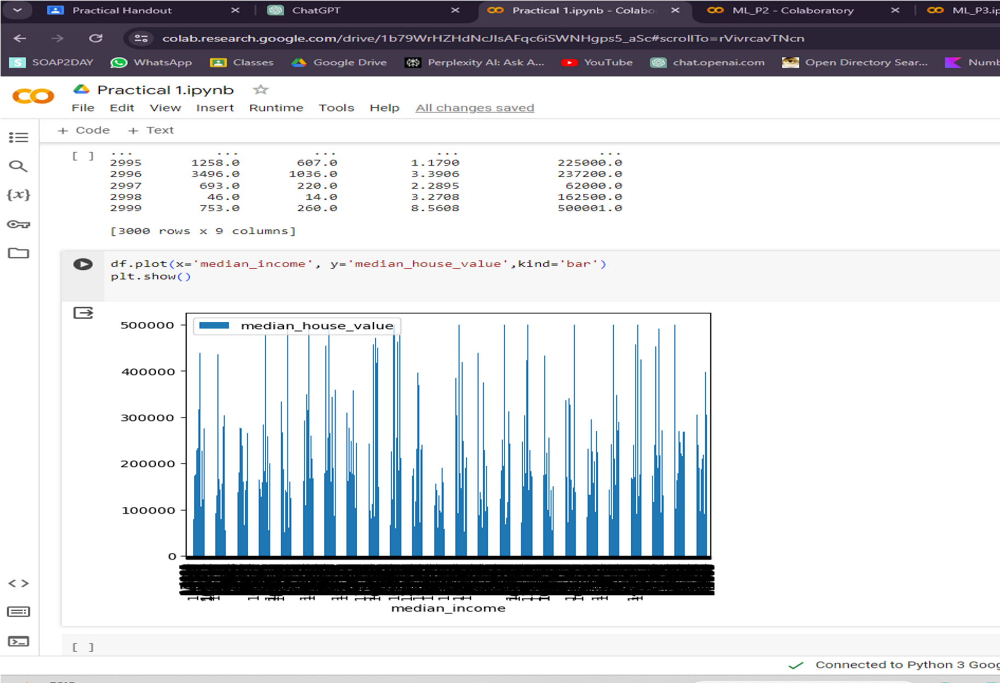 Practical Handout
ChatGPT
Practical 1.ipynb - Colabo
ML_P2 - Colaboratory
ML_P3.ip
colab.research.google.com/drive/1b79WrHZHdNcJIsAFqc6iSWNHgps5_aSc#scrollTo=rVivrcavTNcn
SOAP2DAY WhatsApp Classes Google Drive Perplexity AI: Ask A... YouTube chat.openai.com Open Directory Sear... Numb
Practical 1.ipynb
File Edit View Insert Runtime Tools Help All changes saved
+ Code + Text
[ ] ... ... ... ... ...
2995 1258.0 607.0 1.1790 225000.0
2996 3496.0 1036.0 3.3906 237200.0
2997 693.0 220.0 2.2895 62000.0
2998 46.0 14.0 3.2708 162500.0
2999 753.0 260.0 8.5608 500001.0
[3000 rows x 9 columns]
df.plot(x='median_income', y='median_house_value',kind='bar')
plt.show()
median_house_value
500000
400000
300000
200000
100000
0
median_income
[ ]
Connected to Python 3 Goog